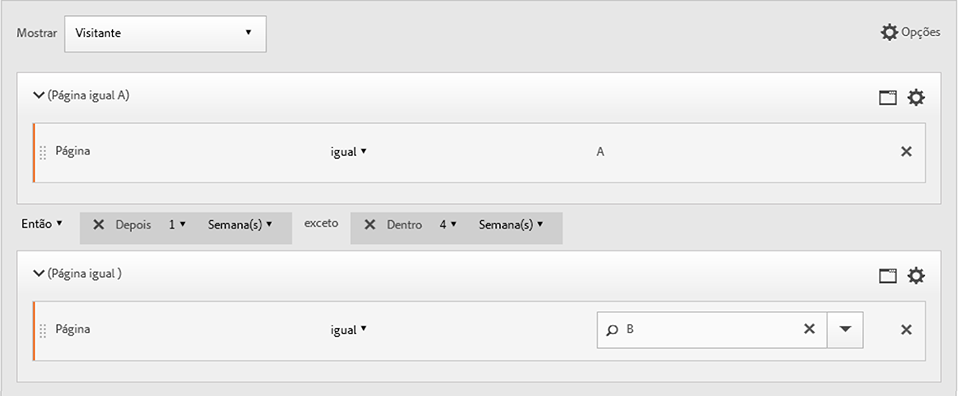 Mostrar Visitante Opções
(Página igual A)
Página igual A
Então Depois 1 Semana(s) exceto Dentro 4 Semana(s)
(Página igual )
Página igual B